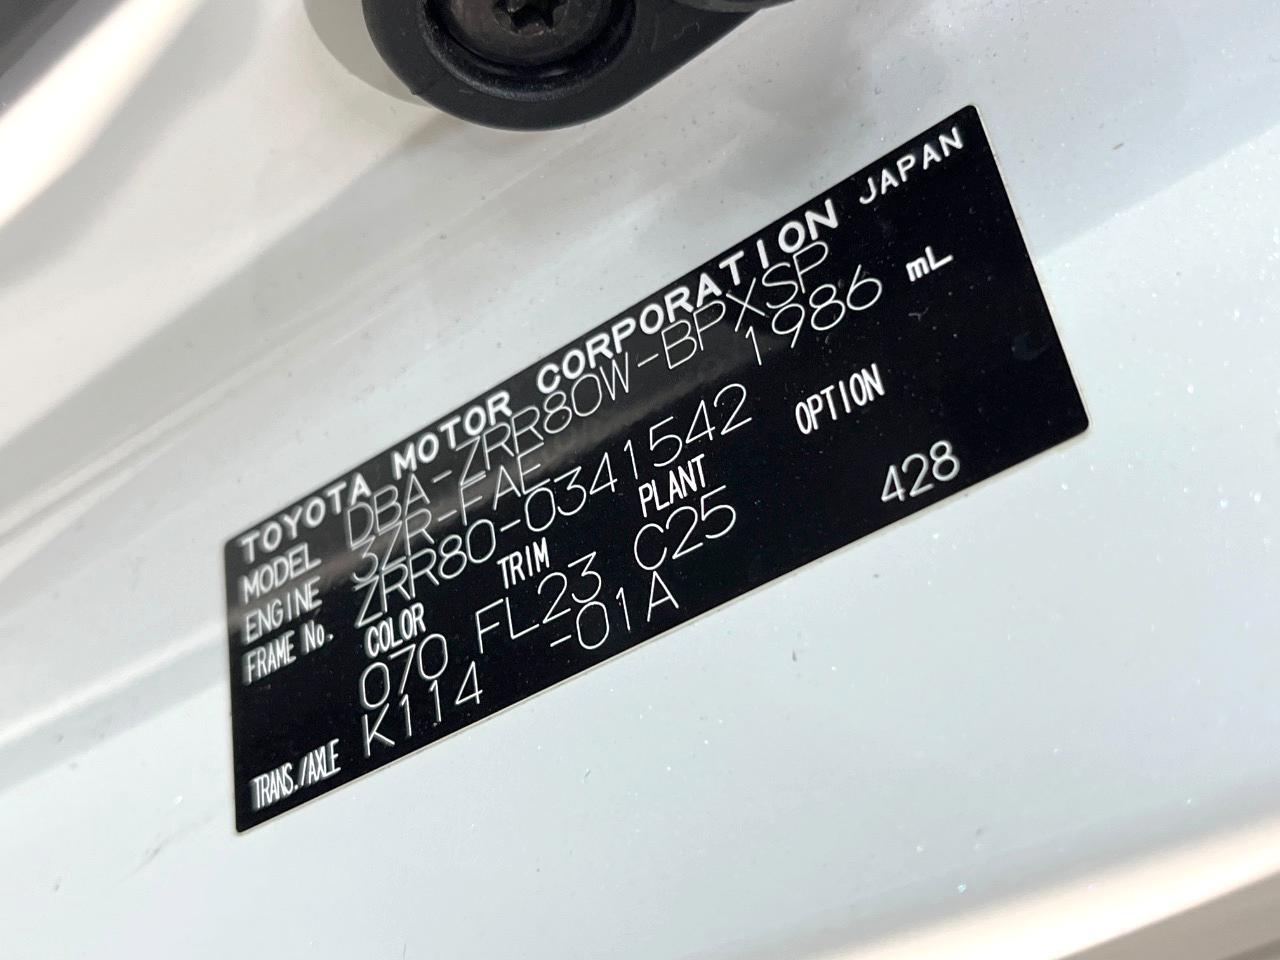 TOYOTA MOTOR CORPORATION JAPAN
MODEL DBA-ZRR80W-BPXSP
ENGINE 3ZR-FAE 1986 mL
FRAME No. ZRR80-0341542
COLOR TRIM PLANT OPTION
070 FL23 C25 428
TRANS./AXLE K114 -01A